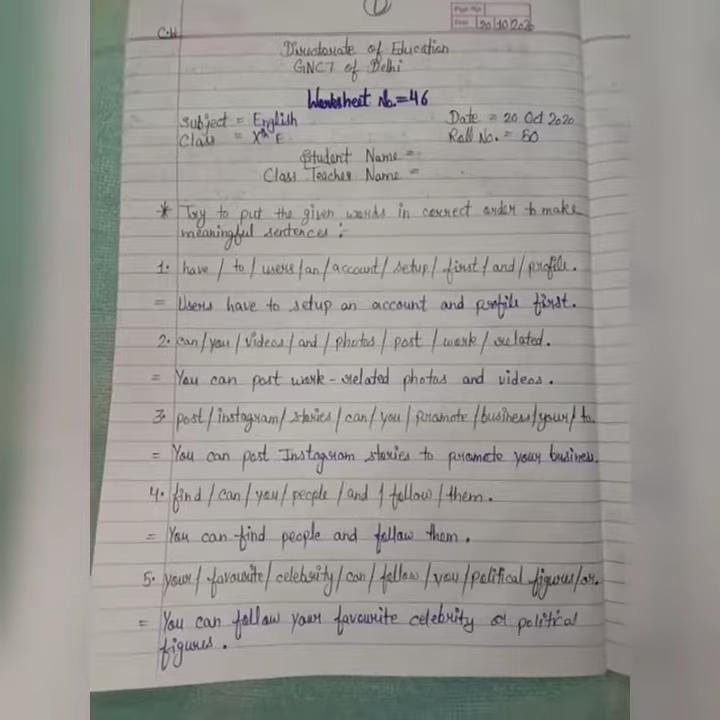 1
Page No.
Date 20/10/2020
C.W
Directorate of Education
GNCT of Delhi
Worksheet No.=46
Subject = English
Date = 20 Oct 2020
Class = Xth E
Roll No. = 50
Student Name =
Class Teacher Name =
* Try to put the given words in correct order to make
meaningful sentences :-
1. have / to / users / an / account / setup / first / and / profile.
= Users have to setup an account and profile first.
2. can / you / videos / and / photos / post / work / related.
= You can post work-related photos and videos.
3. post / instagram / stories / can / you / promote / business / your / to.
= You can post Instagram stories to promote your business.
4. find / can / you / people / and / follow / them.
= You can find people and follow them.
5. your / favourite / celebrity / can / follow / you / political figures / or.
= You can follow your favourite celebrity or political
figures.